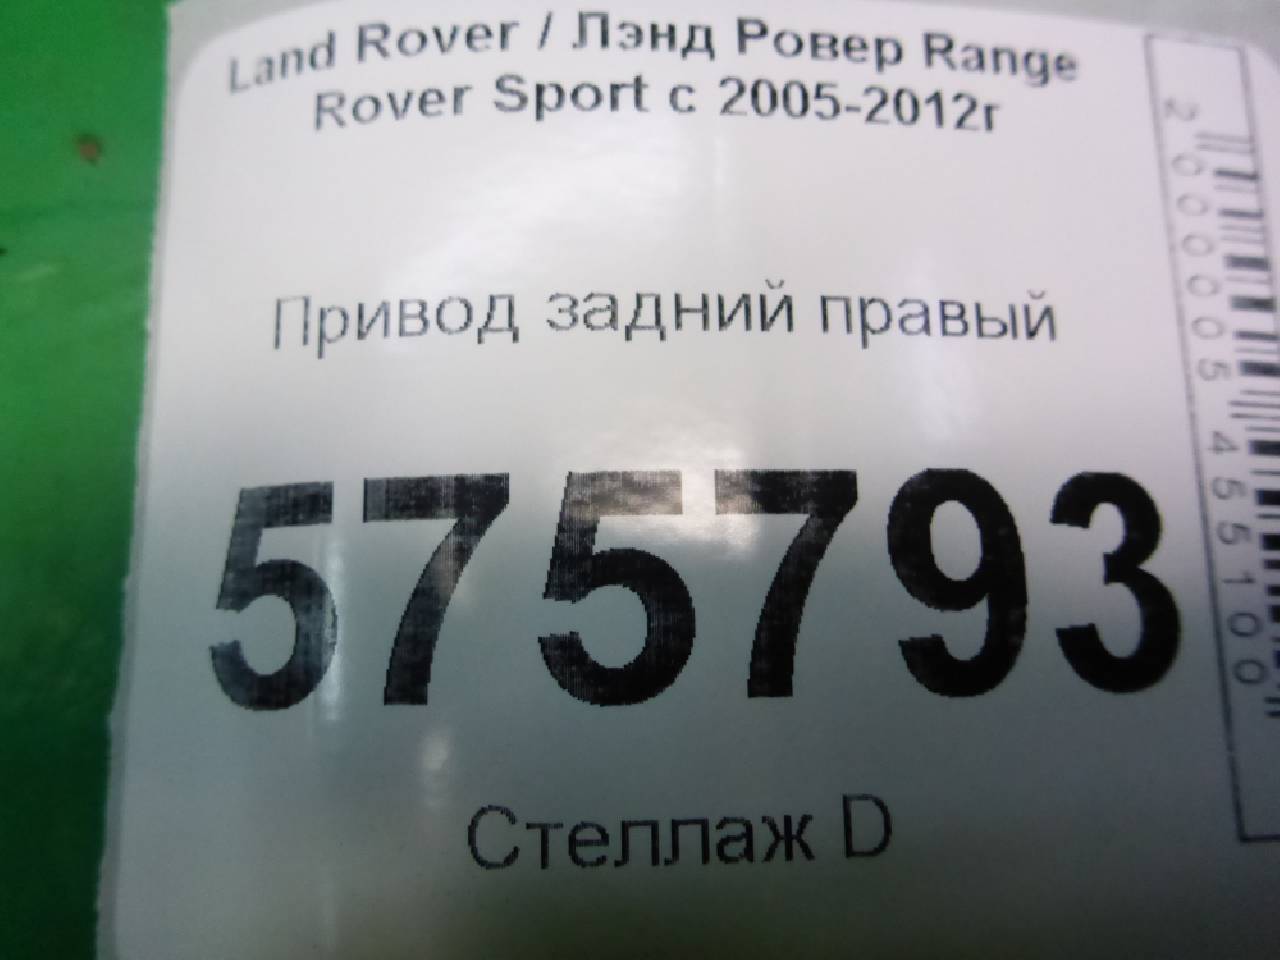 Land Rover / Лэнд Ровер Range
Rover Sport с 2005-2012г
Привод задний правый
575793
Стеллаж D
2000005455100